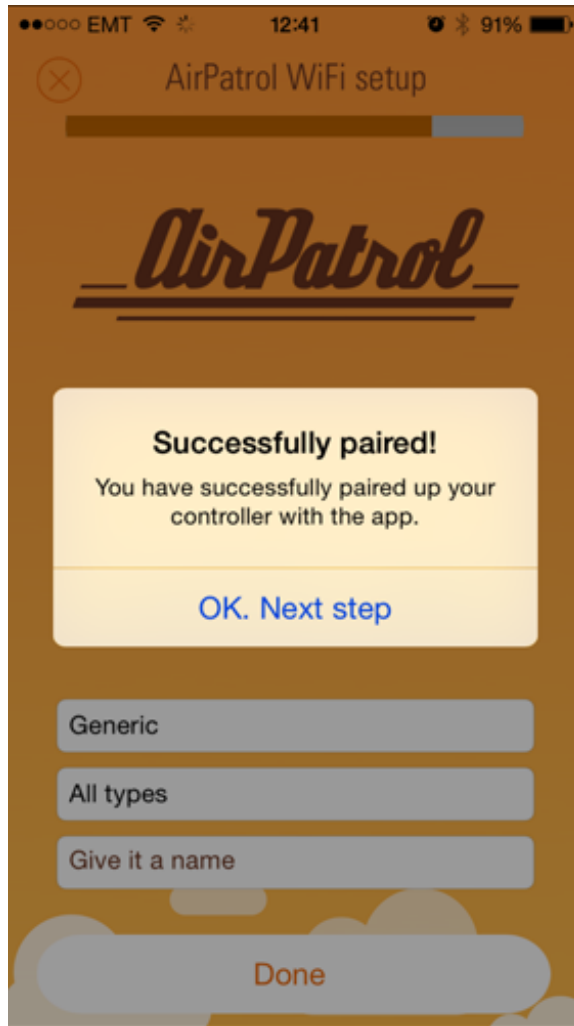 EMT 12:41 91%
AirPatrol WiFi setup
AirPatrol
Successfully paired!
You have successfully paired up your
controller with the app.
OK. Next step
Generic
All types
Give it a name
Done